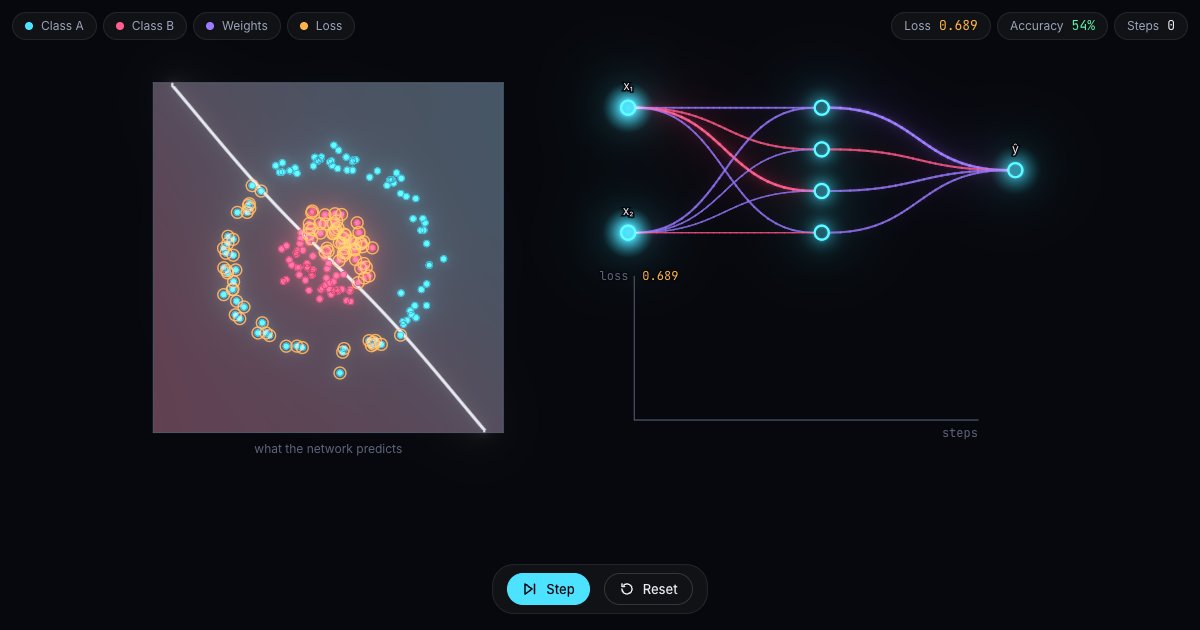 Class A
Class B
Weights
Loss
Loss 0.689
Accuracy 54%
Steps 0
x₁
x₂
ŷ
loss 0.689
steps
what the network predicts
Step
Reset